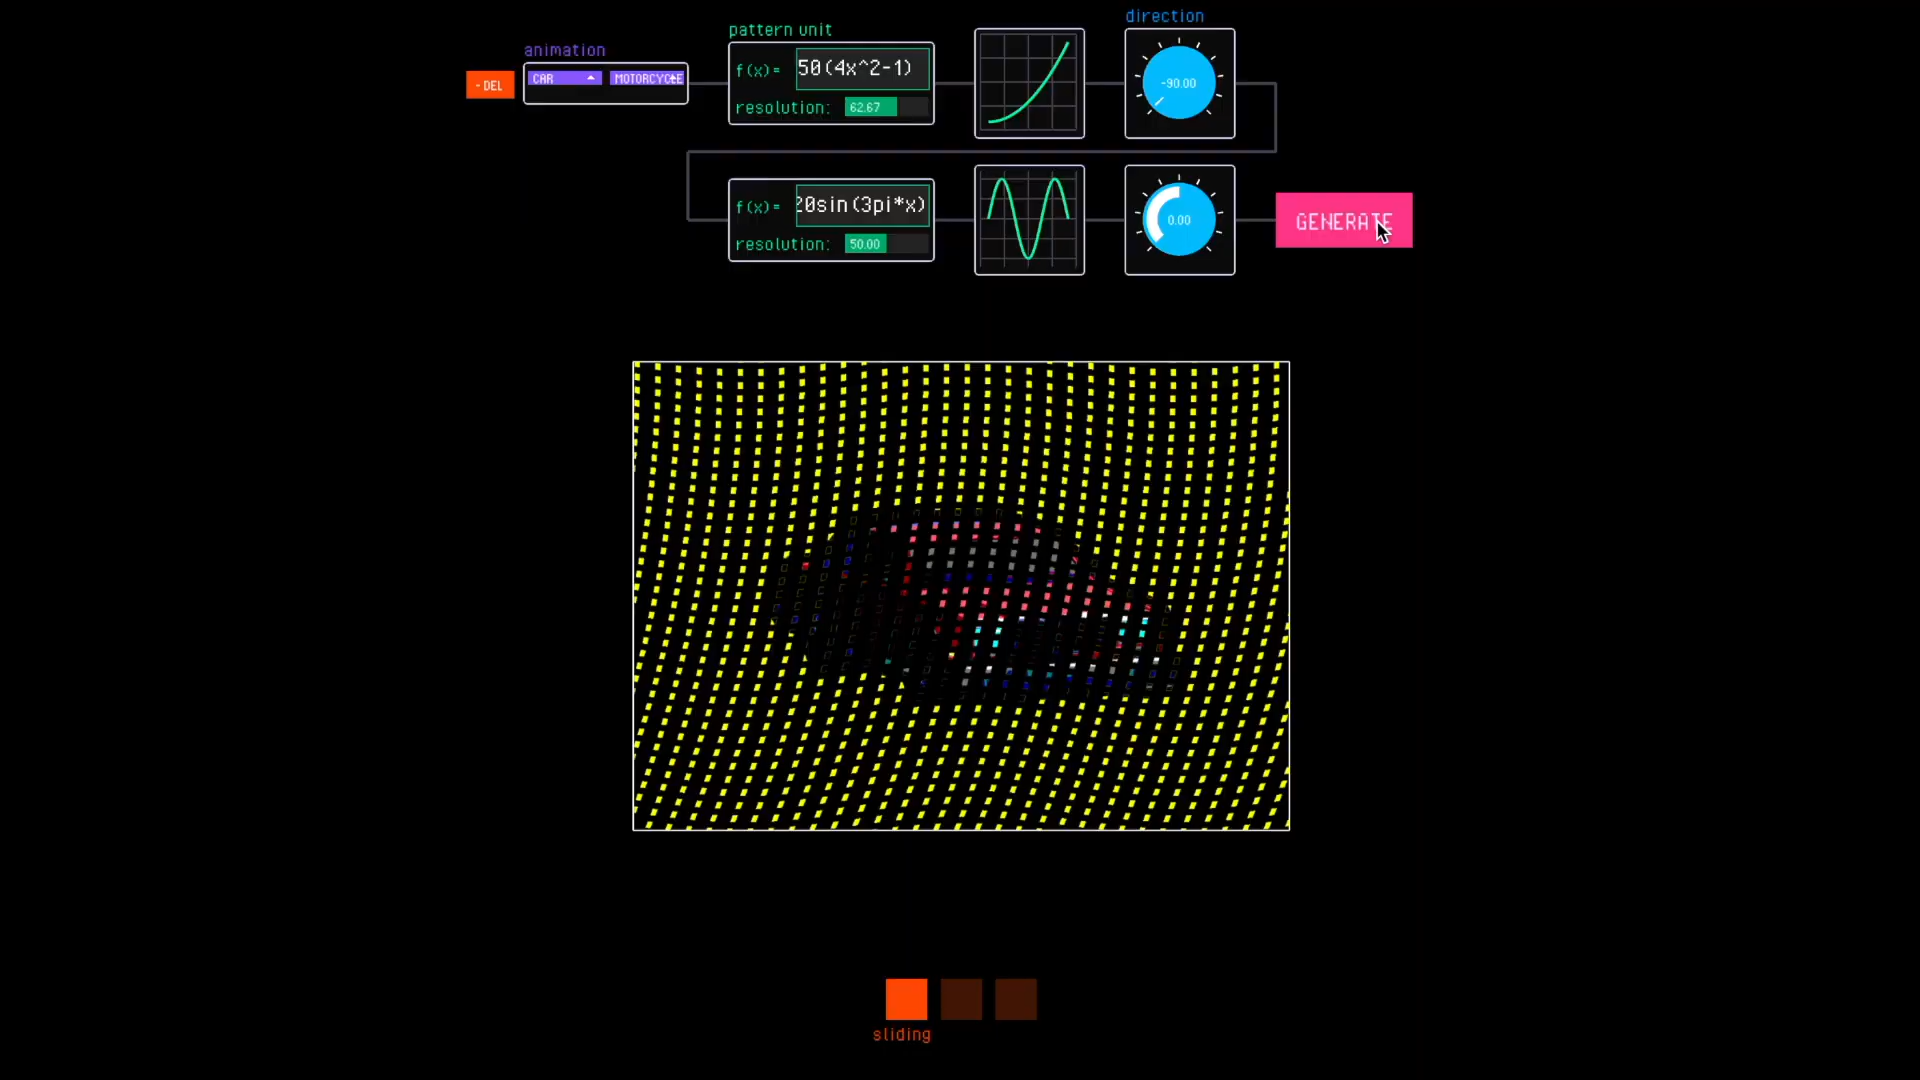 direction
pattern unit
animation
CAR MOTORCYCLE
- DEL
f(x)= 50(4x^2-1)
resolution: 62.67
-90.00
f(x)= 20sin(3pi*x)
resolution: 50.00
0.00
GENERATE
sliding